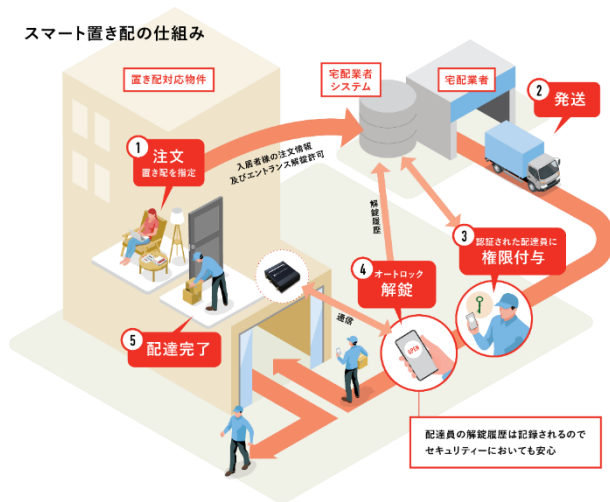 スマート置き配の仕組み
置き配対応物件
宅配業者
システム
宅配業者
2 発送
1 注文
置き配を指定
入居者様の注文情報
及びエントランス解錠許可
解錠履歴
3 認証された配達員に
権限付与
4 オートロック
解錠
通信
OPEN
5 配達完了
配達員の解錠履歴は記録されるので
セキュリティーにおいても安心